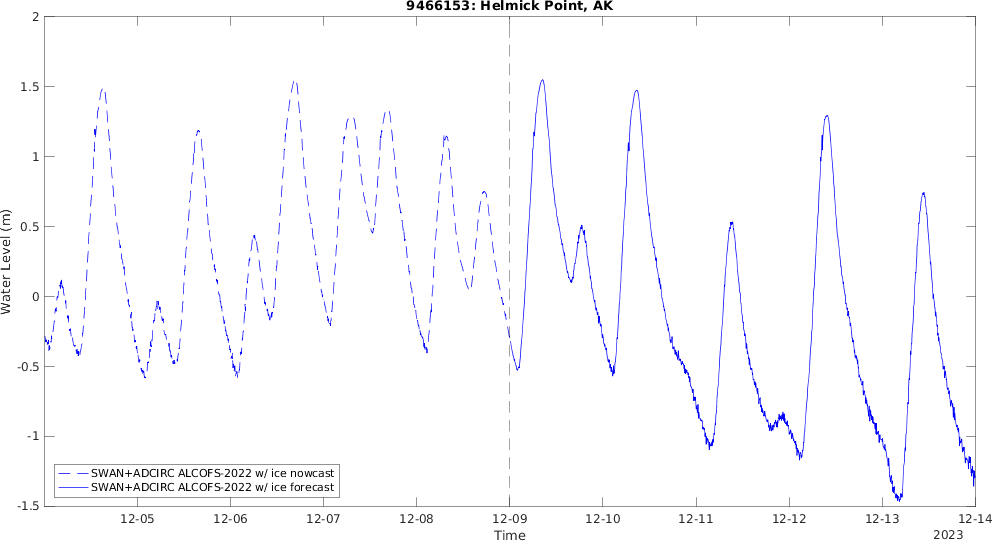 9466153: Helmick Point, AK
2
1.5
1
0.5
0
-0.5
-1
-1.5
Water Level (m)
SWAN+ADCIRC ALCOFS-2022 w/ ice nowcast
SWAN+ADCIRC ALCOFS-2022 w/ ice forecast
12-05 12-06 12-07 12-08 12-09 12-10 12-11 12-12 12-13 12-14
Time
2023